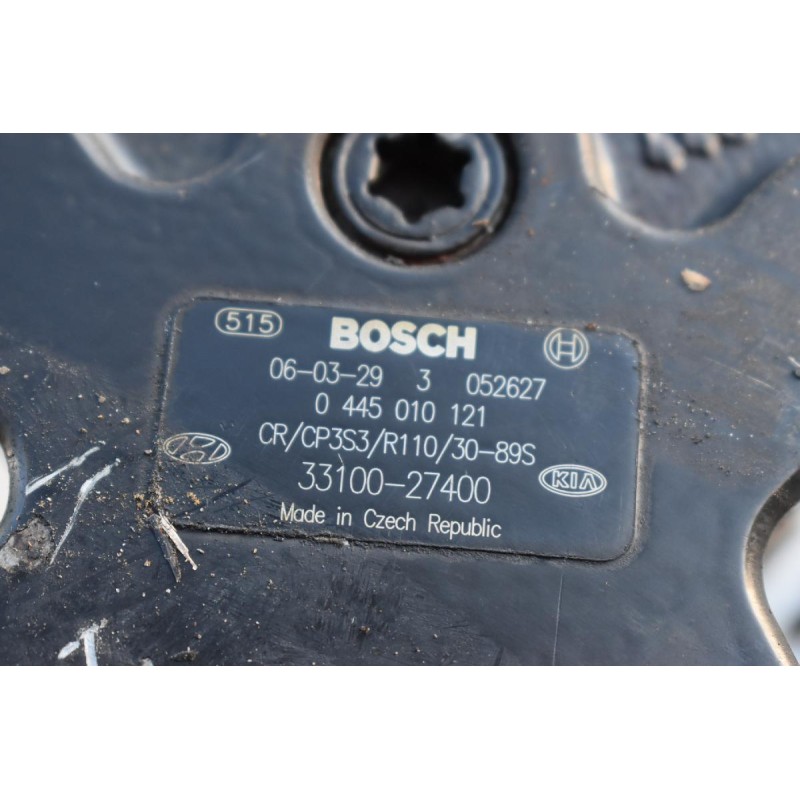 515 BOSCH
06-03-29 3 052627
0 445 010 121
CR/CP3S3/R110/30-89S
33100-27400 KIA
Made in Czech Republic